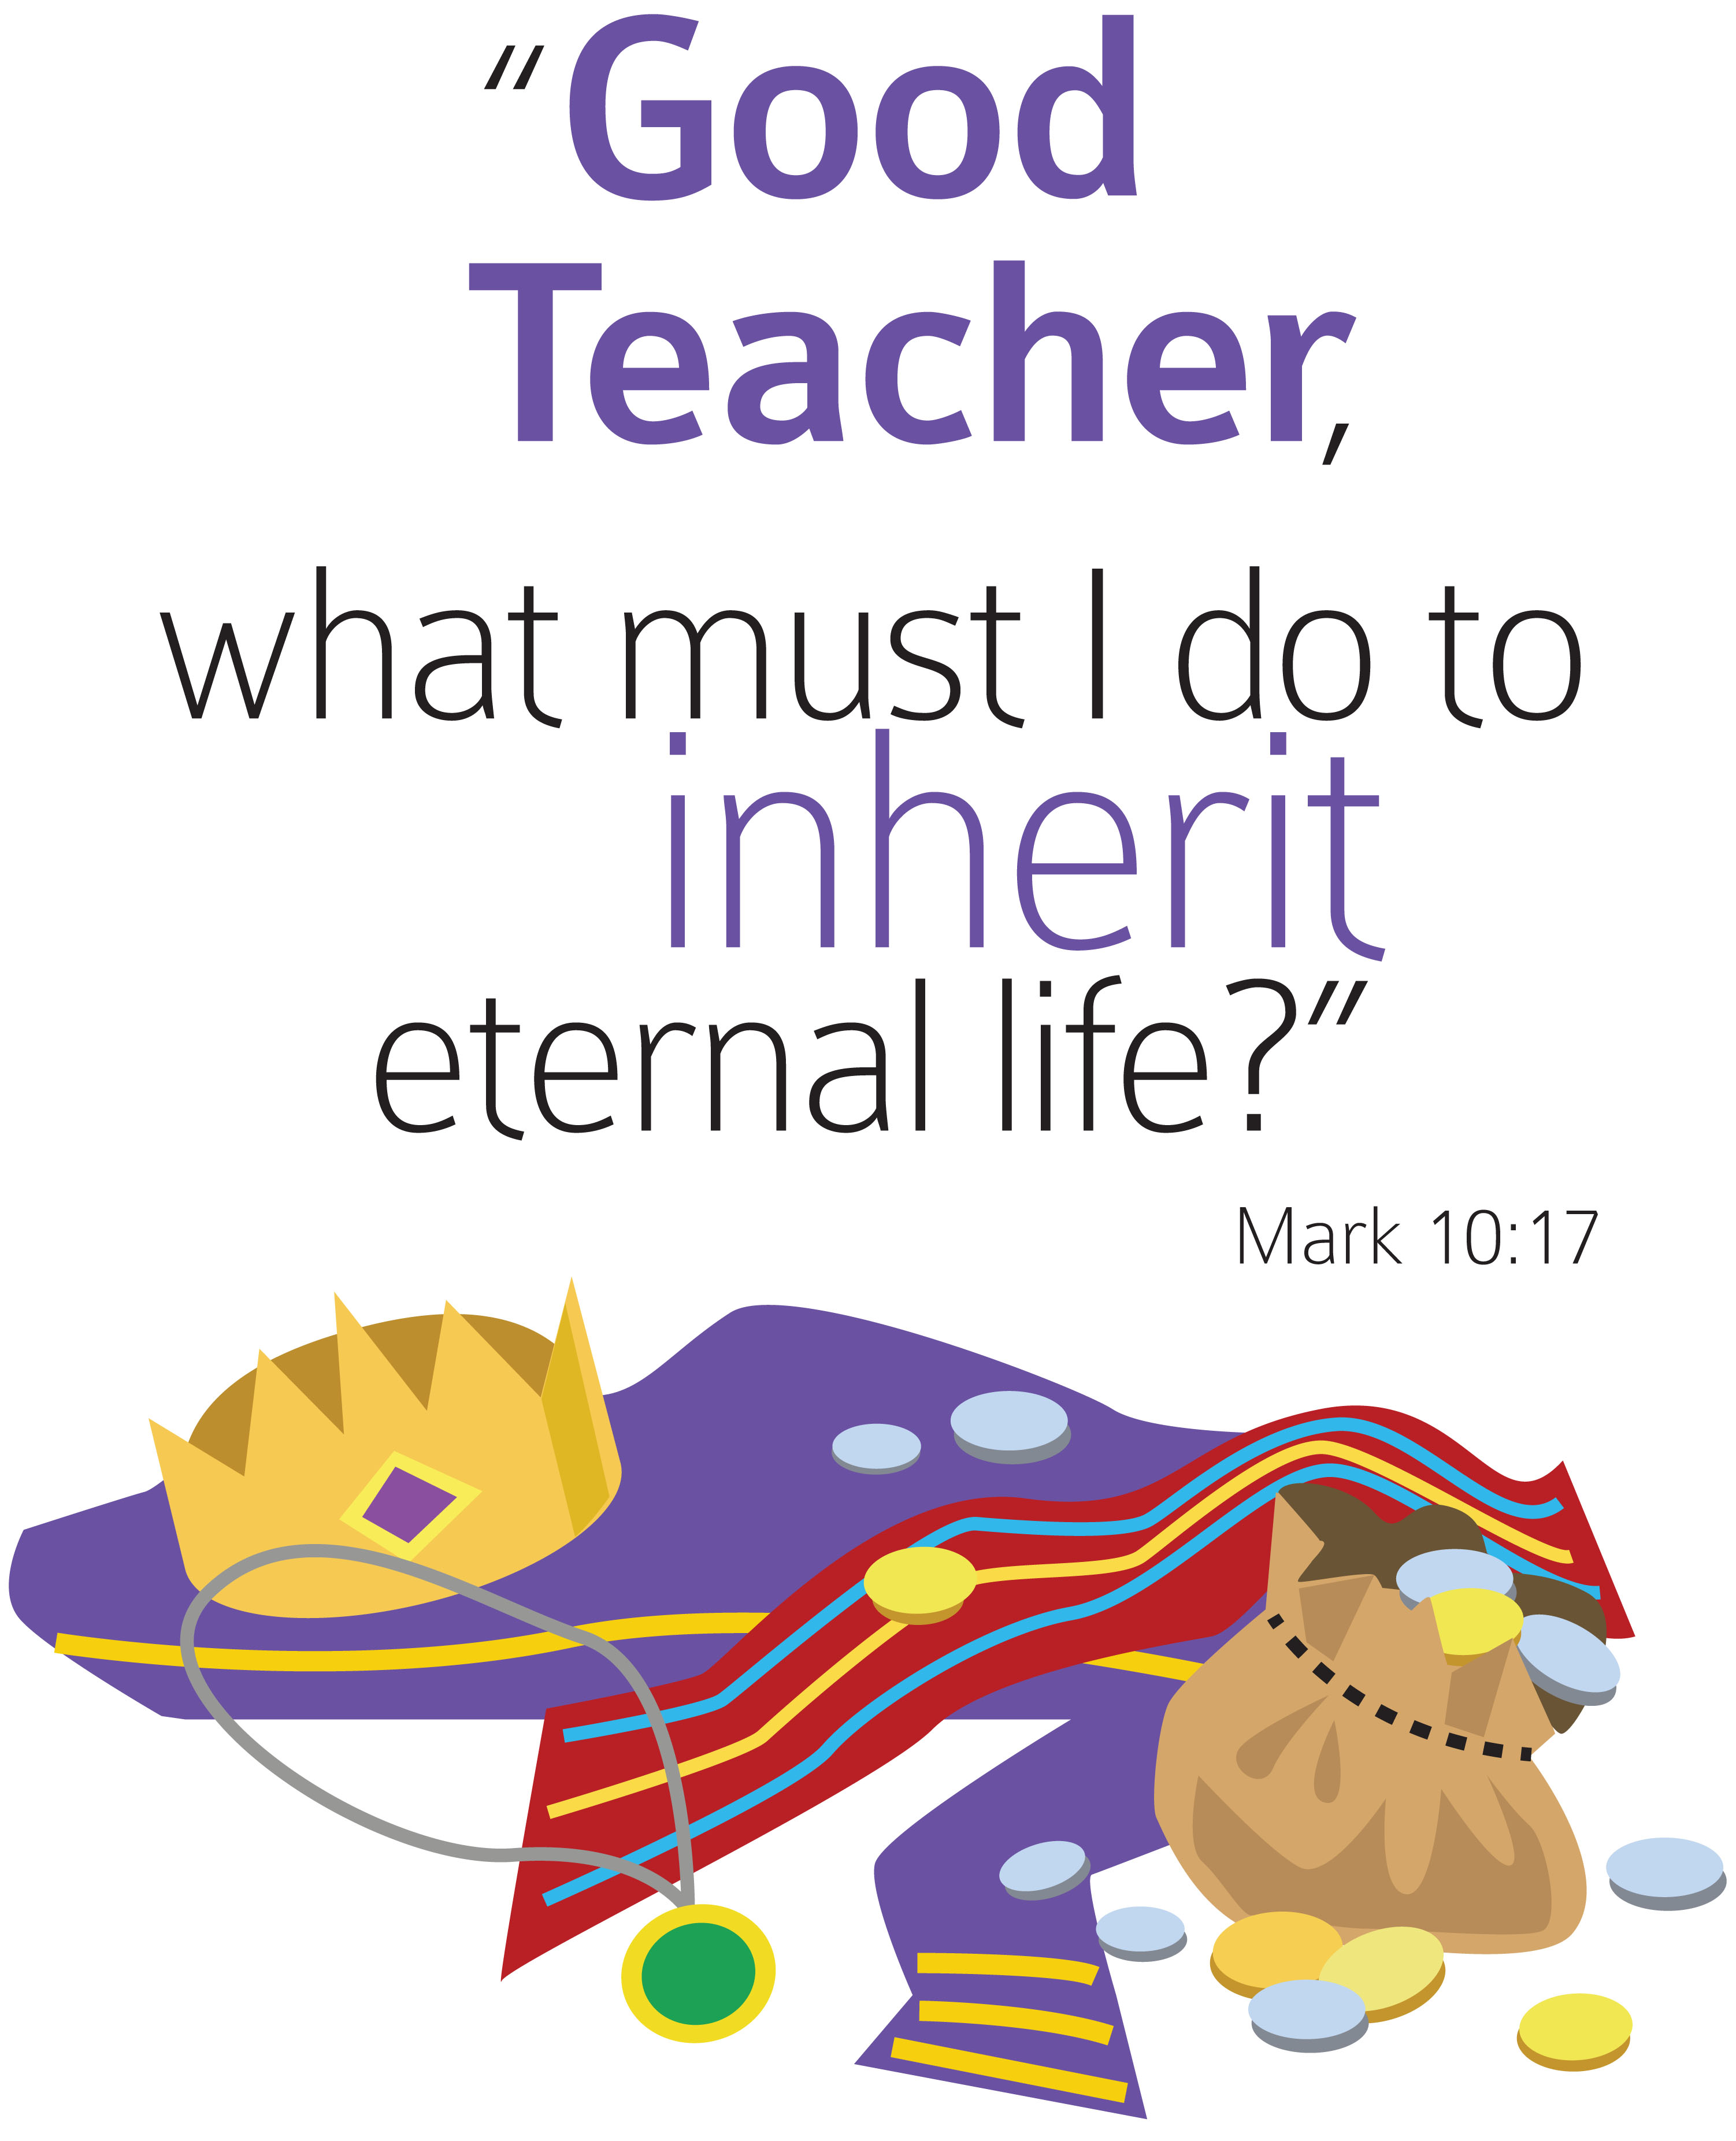 “Good
Teacher,
what must I do to
inherit
eternal life?”
Mark 10:17